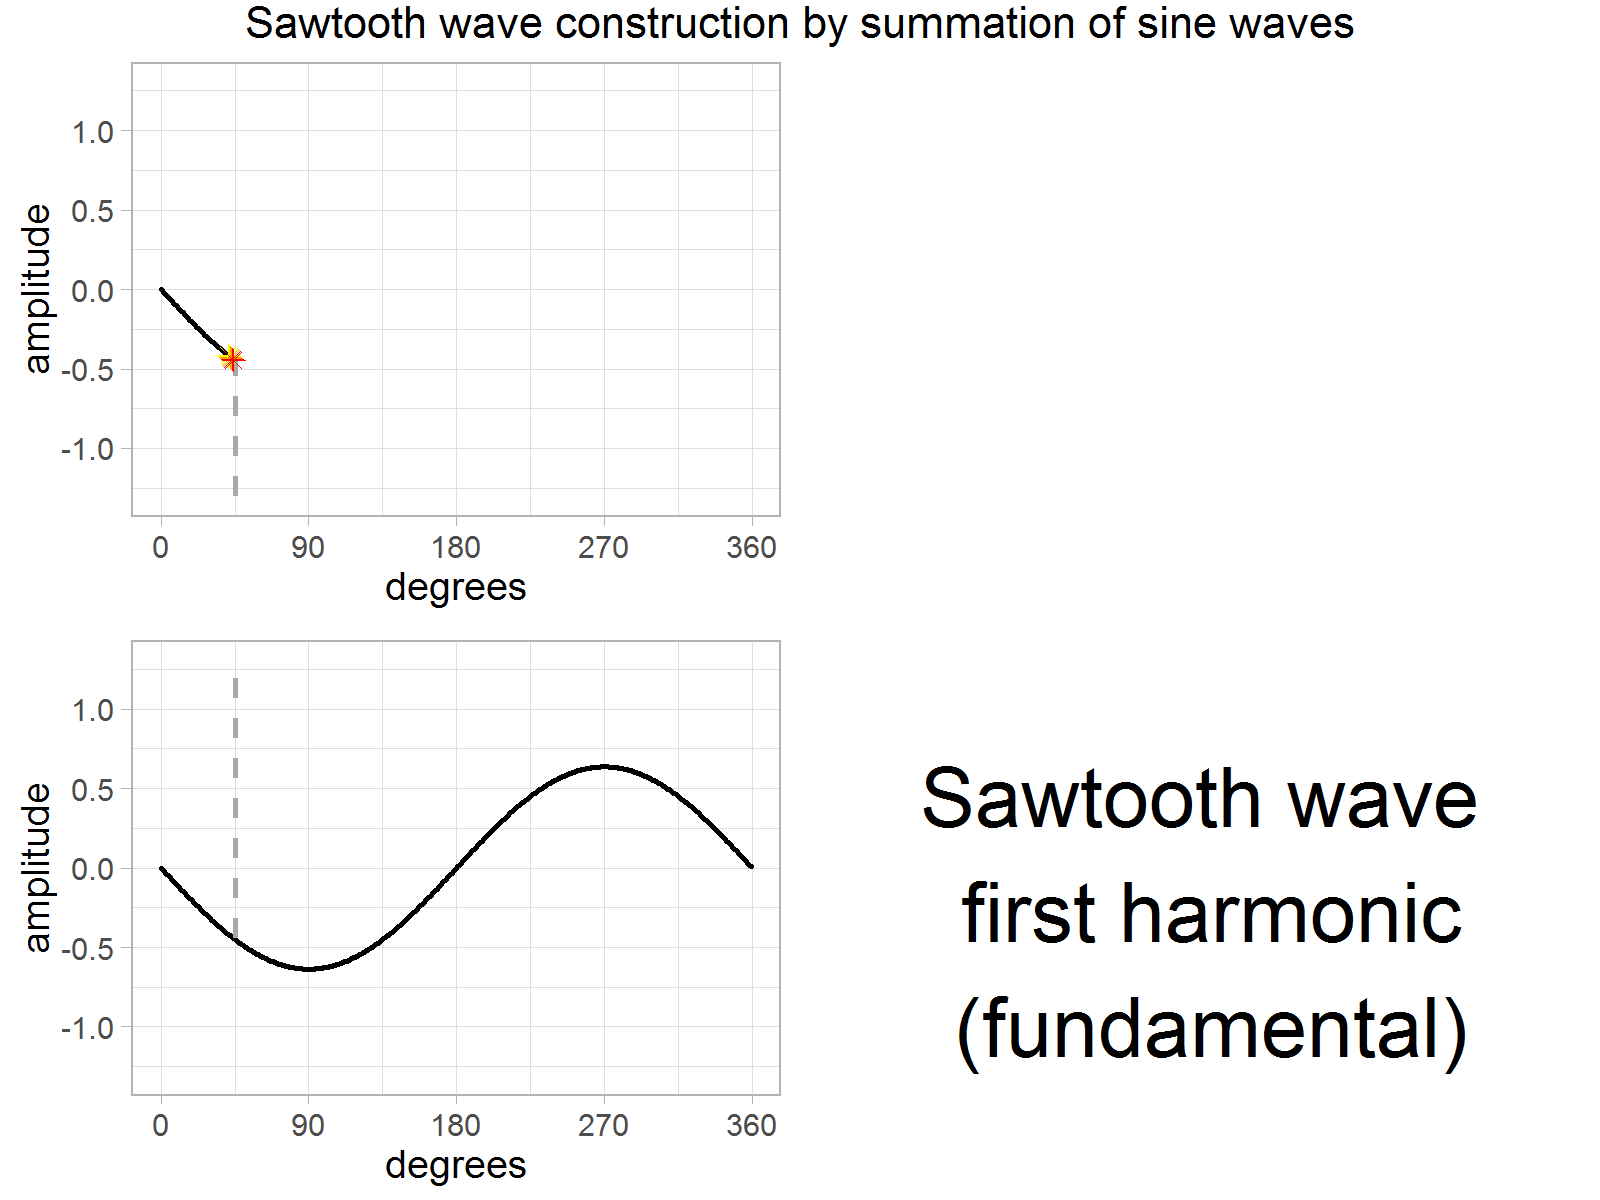 Sawtooth wave construction by summation of sine waves
amplitude
1.0
0.5
0.0
-0.5
-1.0
0 90 180 270 360
degrees
amplitude
1.0
0.5
0.0
-0.5
-1.0
0 90 180 270 360
degrees
Sawtooth wave
first harmonic
(fundamental)